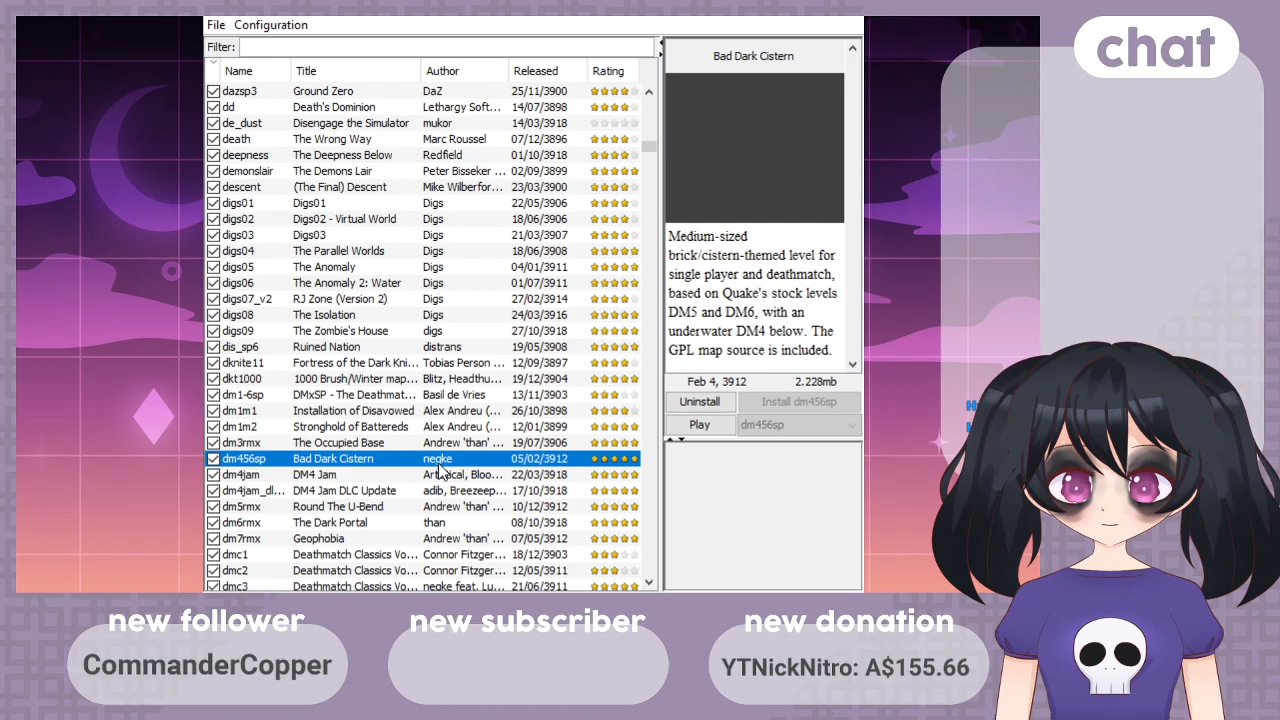 File Configuration
Filter:
Name Title Author Released Rating
dazsp3 Ground Zero DaZ 25/11/3900
dd Death's Dominion Lethargy Soft... 14/07/3898
de_dust Disengage the Simulator mukor 14/03/3918
death The Wrong Way Marc Roussel 07/12/3896
deepness The Deepness Below Redfield 01/10/3918
demonslair The Demons Lair Peter Bisseker ... 02/09/3899
descent (The Final) Descent Mike Wilberfor... 23/03/3900
digs01 Digs01 Digs 22/05/3906
digs02 Digs02 - Virtual World Digs 18/06/3906
digs03 Digs03 Digs 21/03/3907
digs04 The Parallel Worlds Digs 18/06/3908
digs05 The Anomaly Digs 04/01/3911
digs06 The Anomaly 2: Water Digs 01/07/3911
digs07_v2 RJ Zone (Version 2) Digs 27/02/3914
digs08 The Isolation Digs 24/03/3916
digs09 The Zombie's House digs 27/10/3918
dis_sp6 Ruined Nation distrans 19/05/3908
dknite11 Fortress of the Dark Kni... Tobias Person ... 12/09/3897
dkt1000 1000 Brush/Winter map... Blitz, Headthu... 19/12/3904
dm1-6sp DMxSP - The Deathmat... Basil de Vries 13/11/3903
dm1m1 Installation of Disavowed Alex Andreu (... 26/10/3898
dm1m2 Stronghold of Battereds Alex Andreu (... 12/01/3899
dm3rmx The Occupied Base Andrew 'than' ... 19/07/3906
dm456sp Bad Dark Cistern negke 05/02/3912
dm4jam DM4 Jam Bloo... 22/03/3918
dm4jam_dl... DM4 Jam DLC Update adib, Breezeep... 17/10/3918
dm5rmx Round The U-Bend Andrew 'than' ... 10/12/3912
dm6rmx The Dark Portal than 08/10/3918
dm7rmx Geophobia Andrew 'than' ... 07/05/3912
dmc1 Deathmatch Classics Vo... Connor Fitzger... 18/12/3903
dmc2 Deathmatch Classics Vo... Connor Fitzger... 12/05/3911
dmc3 Deathmatch Classics Vo... negke feat. Lu... 21/06/3911
Bad Dark Cistern
Medium-sized
brick/cistern-themed level for
single player and deathmatch,
based on Quake's stock levels
DM5 and DM6, with an
underwater DM4 below. The
GPL map source is included.
Feb 4, 3912 2.228mb
Uninstall Install dm456sp
Play dm456sp
chat
new follower
CommanderCopper
new subscriber
new donation
YTNickNitro: A$155.66